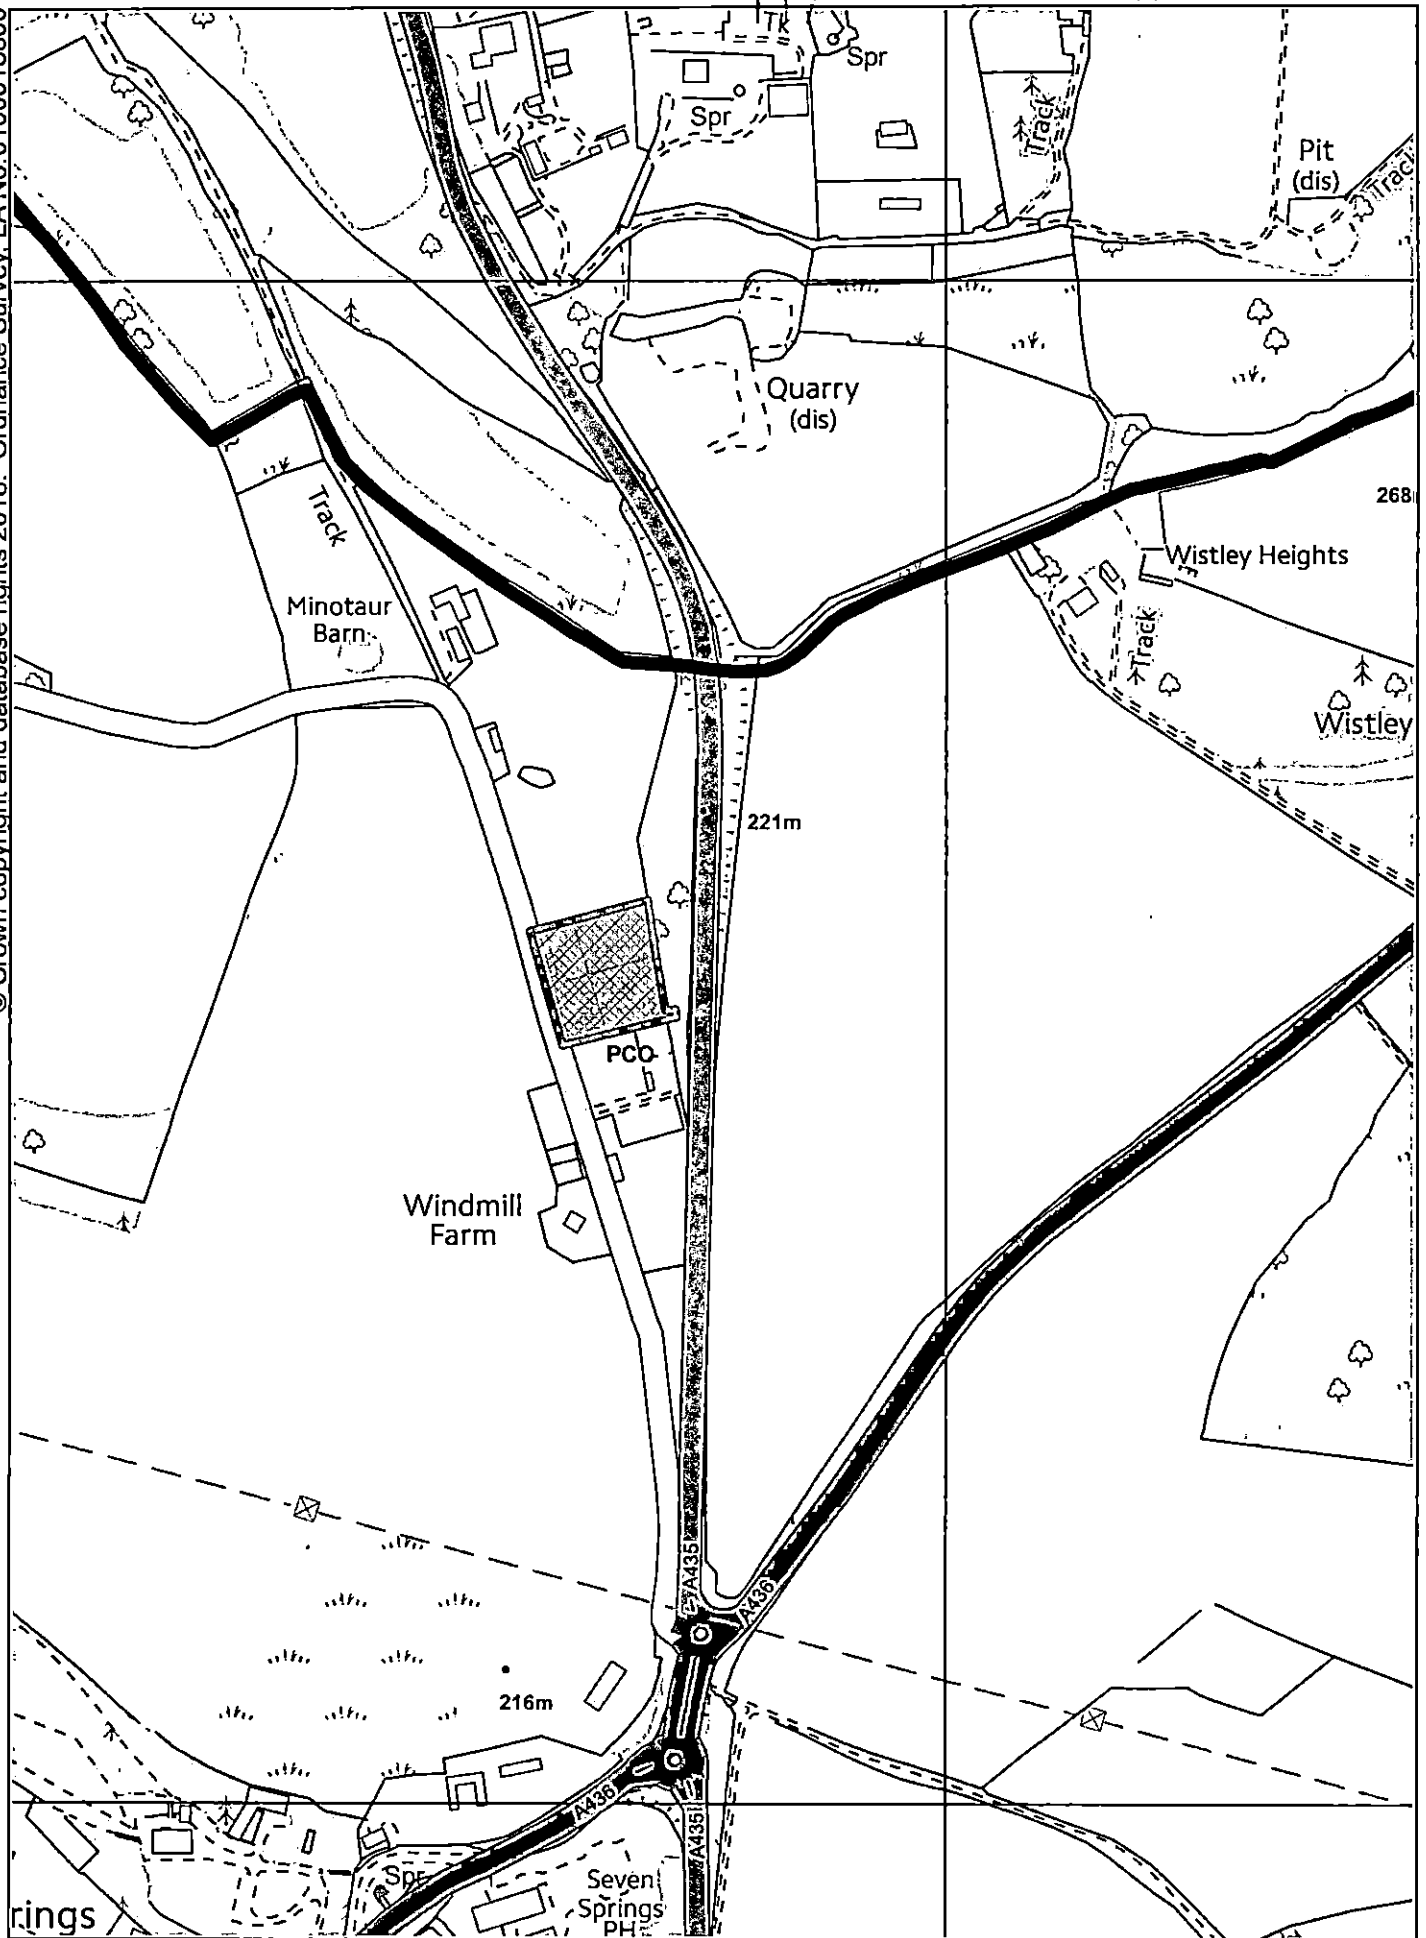 Tk
Spr
Spr
Track
Pit
(dis)
Track
Quarry
(dis)
268
Track
Wistley Heights
Minotaur
Barn
Track
Wistley
221m
PCO
Windmill
Farm
A435
A436
216m
A436
A435
Spr
Seven
Springs
PH
rings